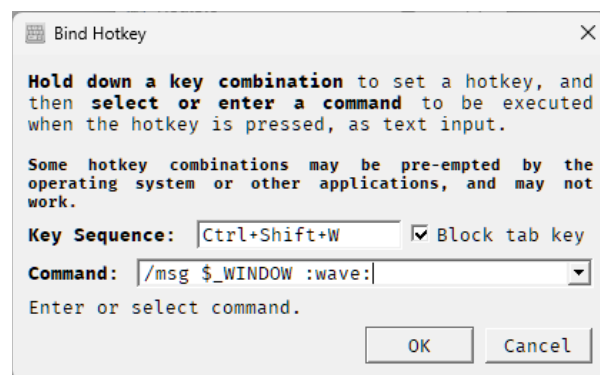 Bind Hotkey
Hold down a key combination to set a hotkey, and
then select or enter a command to be executed
when the hotkey is pressed, as text input.
Some hotkey combinations may be pre-empted by the
operating system or other applications, and may not
work.
Key Sequence: Ctrl+Shift+W Block tab key
Command: /msg $_WINDOW :wave:
Enter or select command.
OK Cancel